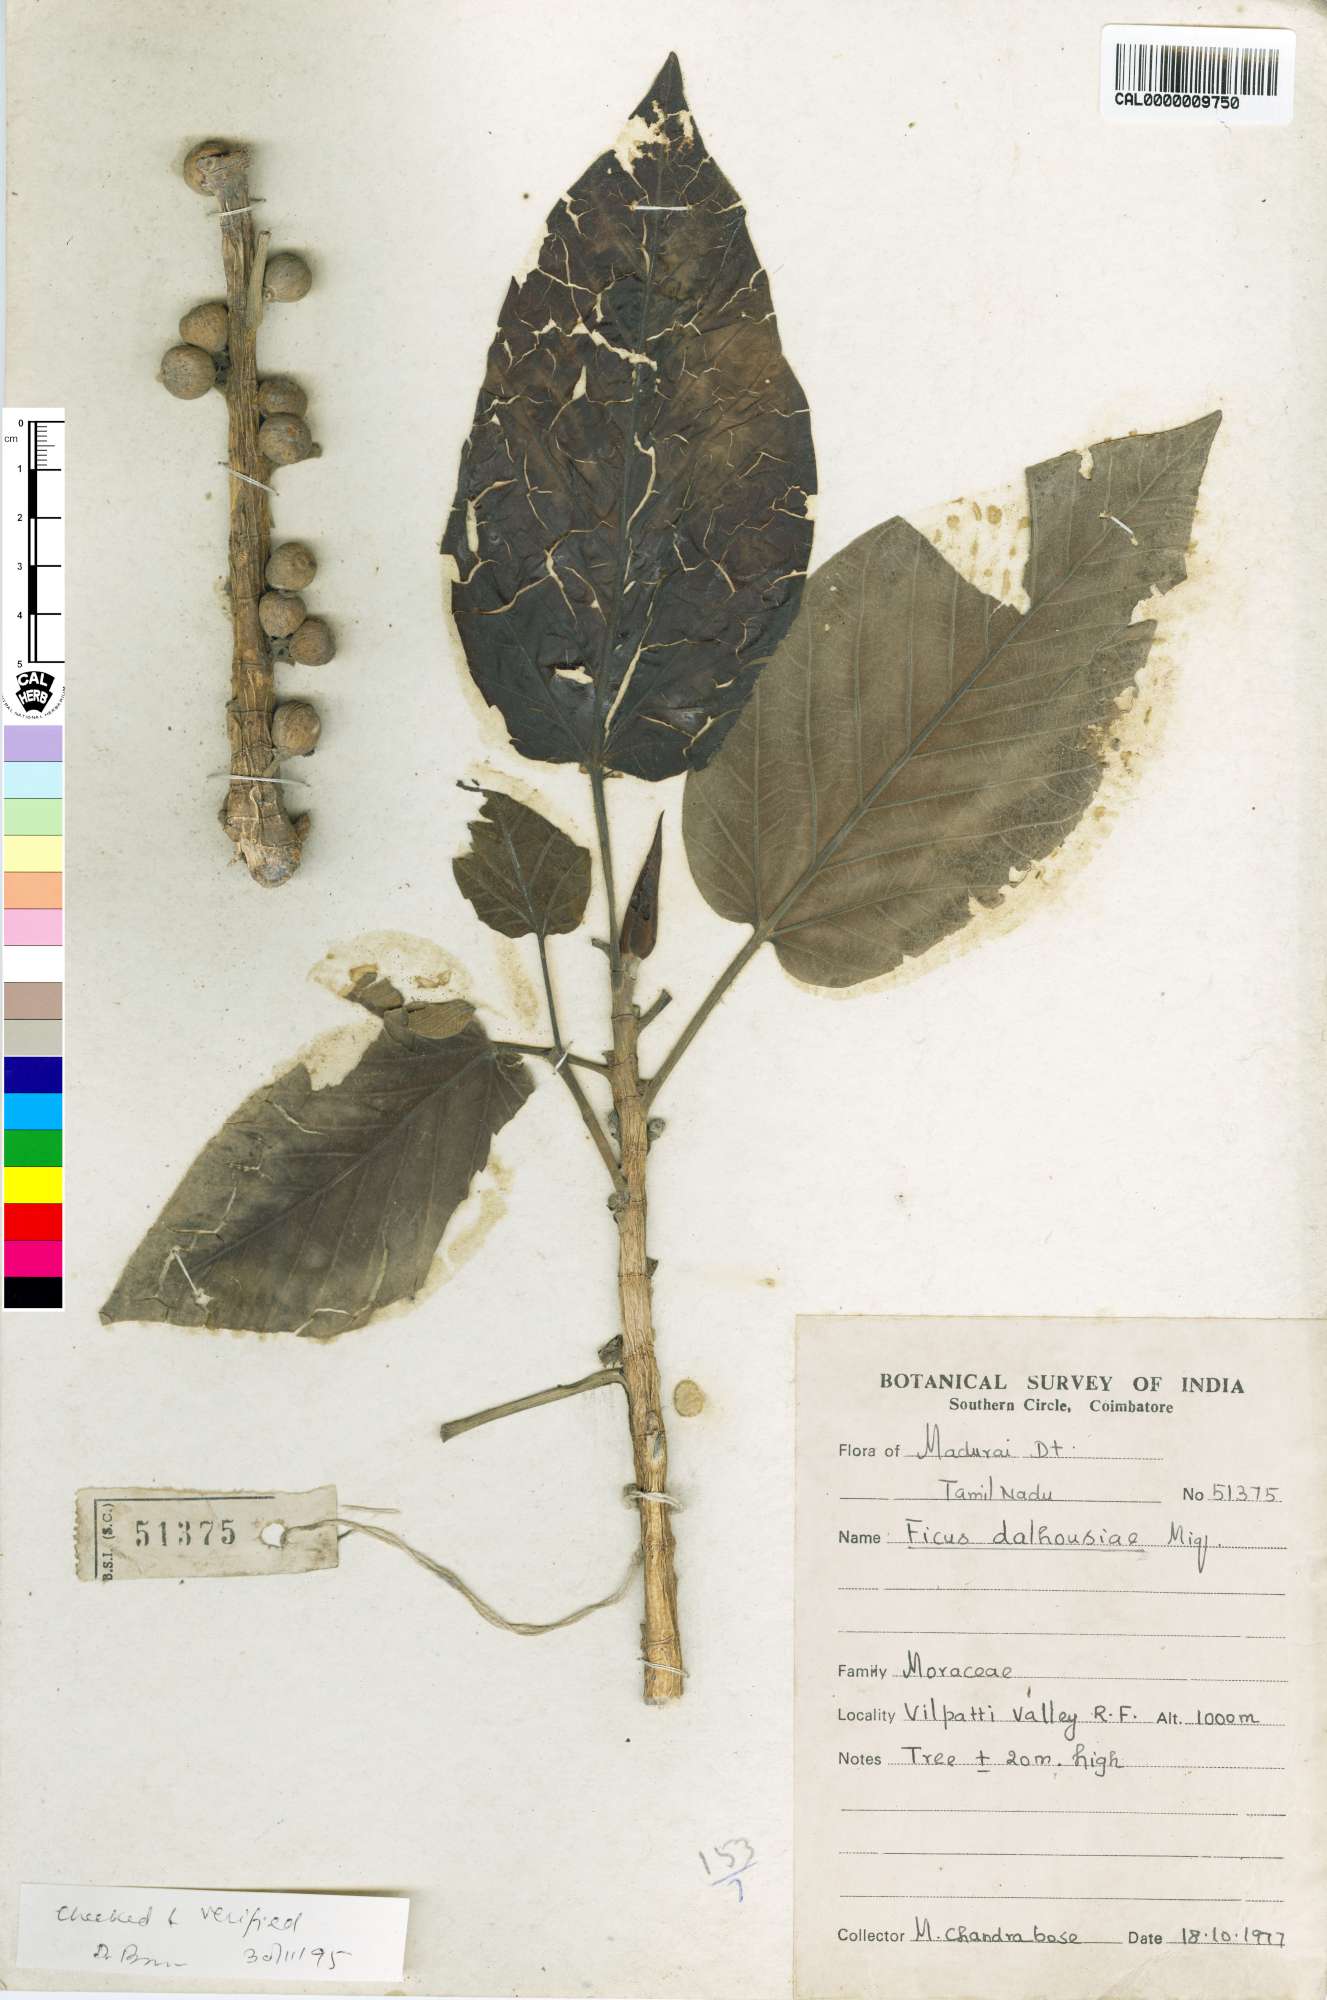 CAL0000009750
0
cm
1
2
3
4
5
CAL
HERB
BOTANICAL SURVEY OF INDIA
Southern Circle, Coimbatore
Flora of Madurai Dt.
Tamil Nadu No 51375
Name Ficus dalhousiae Miq.
Family Moraceae
Locality Vilpatti Valley R.F. Alt. 1000m
Notes Tree ± 20m. high
Collector M. Chandrabose Date 18.10.1977
B.S.I. (S.C.)
51375
153/7
checked & verified
30/11/95